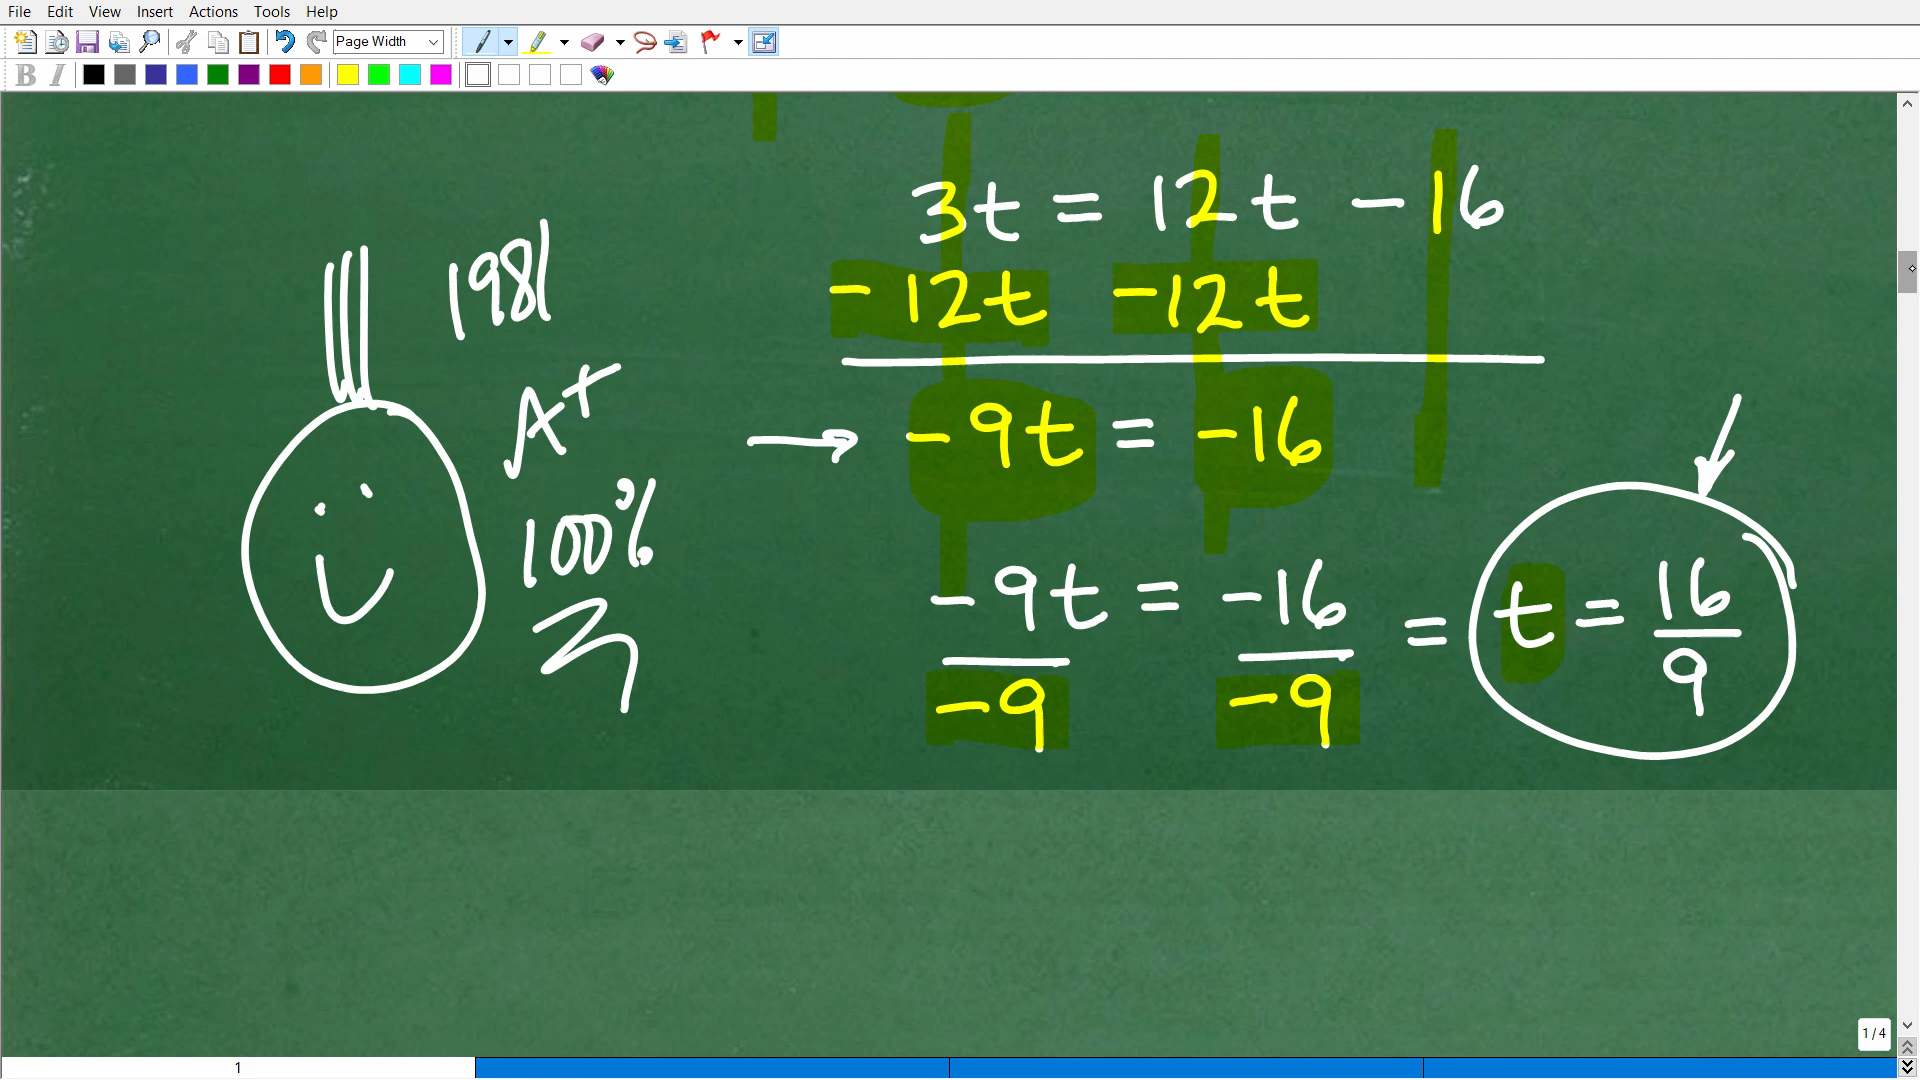 File Edit View Insert Actions Tools Help
Page Width
B I
3t = 12t - 16
-12t -12t
1981
-9t = -16
A+
100%
-9t = -16 = t = 16
-9 -9 9
1/4
1